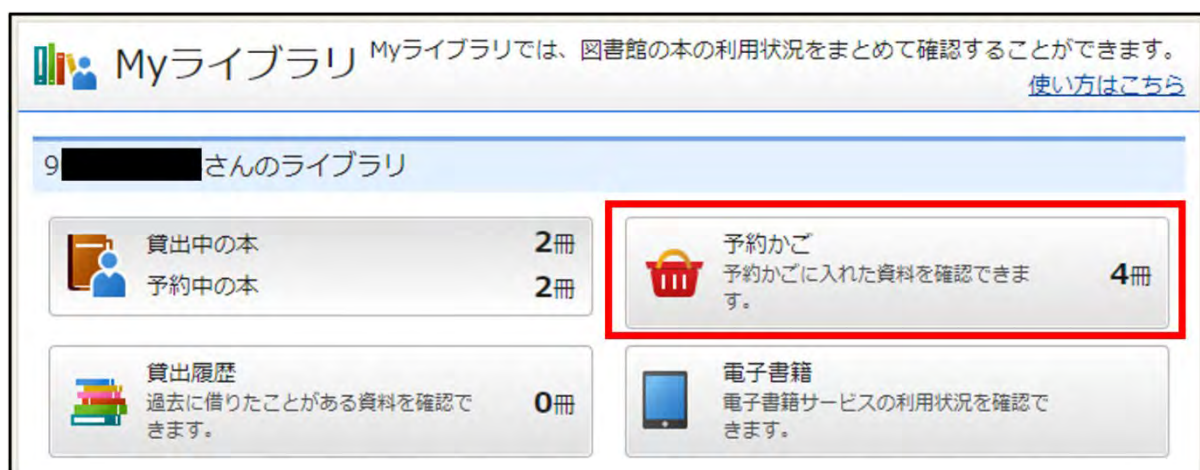 Myライブラリ Myライブラリでは、図書館の本の利用状況をまとめて確認することができます。
使い方はこちら
9 さんのライブラリ
貸出中の本 2冊
予約中の本 2冊
予約かご
予約かごに入れた資料を確認できま
す。
4冊
貸出履歴
過去に借りたことがある資料を確認で
きます。
0冊
電子書籍
電子書籍サービスの利用状況を確認で
きます。